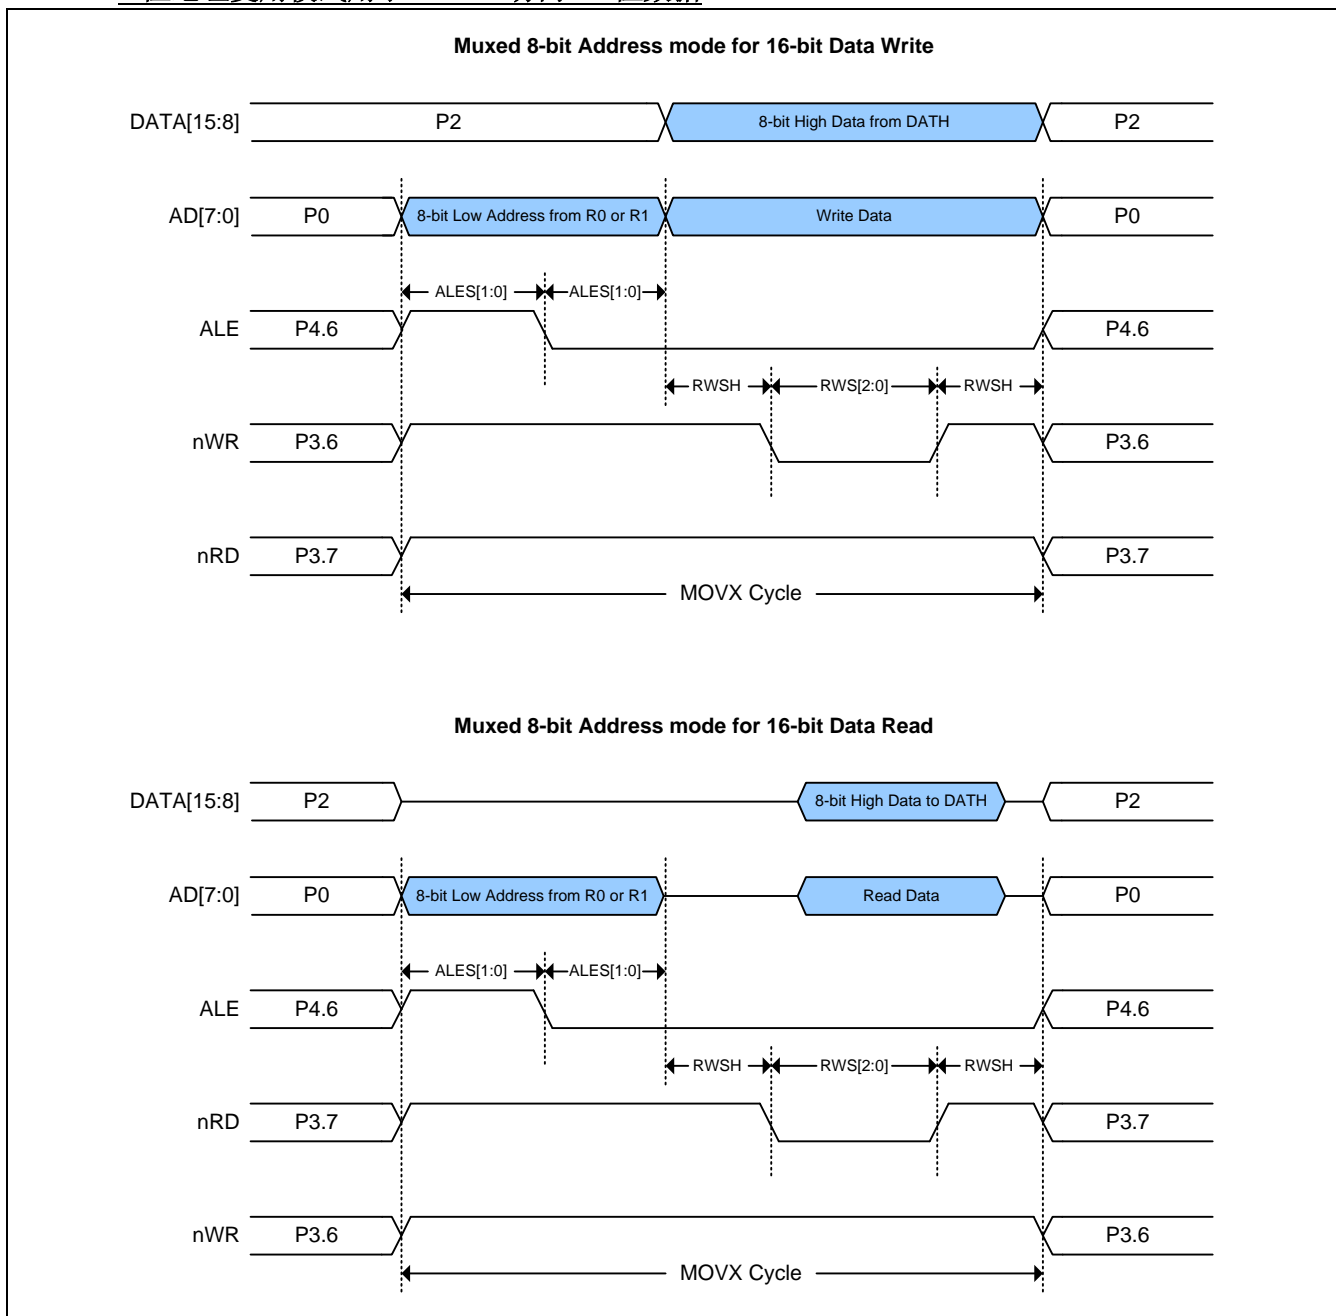 Muxed 8-bit Address mode for 16-bit Data Write
DATA[15:8] P2 8-bit High Data from DATH P2
AD[7:0] P0 8-bit Low Address from R0 or R1 Write Data P0
ALES[1:0] ALES[1:0]
ALE P4.6 P4.6
RWSH RWS[2:0] RWSH
nWR P3.6 P3.6
nRD P3.7 P3.7
MOVX Cycle
Muxed 8-bit Address mode for 16-bit Data Read
DATA[15:8] P2 8-bit High Data to DATH P2
AD[7:0] P0 8-bit Low Address from R0 or R1 Read Data P0
ALES[1:0] ALES[1:0]
ALE P4.6 P4.6
RWSH RWS[2:0] RWSH
nRD P3.7 P3.7
nWR P3.6 P3.6
MOVX Cycle